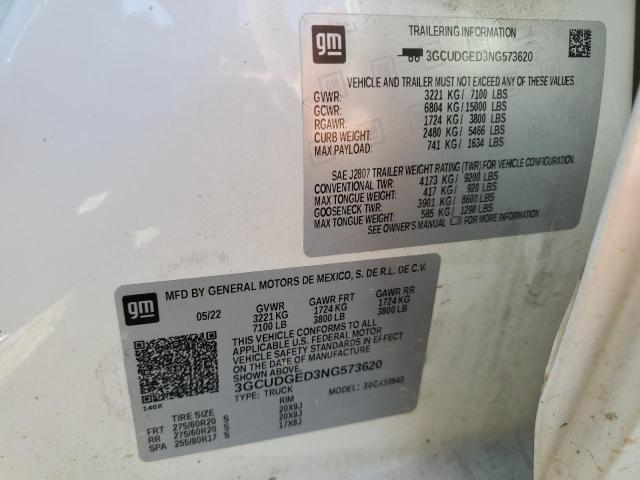 gm
TRAILERING INFORMATION
3GCUDGED3NG573620
VEHICLE AND TRAILER MUST NOT EXCEED ANY OF THESE WEIGHTS
GVWR: 3221 KG/ 7100 LBS
GCWR: 6804 KG/15000 LBS
RGAWR: 1724 KG/ 3800 LBS
CURB WEIGHT: 2480 KG/ 5466 LBS
MAX PAYLOAD: 741 KG/ 1634 LBS
SAE J2807 TRAILER WEIGHT RATING (TWR) FOR VEHICLE CONFIGURATION.
CONVENTIONAL TWR: 4173 KG/ 9200 LBS
MAX TONGUE WEIGHT: 417 KG/ 920 LBS
GOOSENECK TWR: 3901 KG/ 8600 LBS
MAX TONGUE WEIGHT: 585 KG/ 1290 LBS
SEE OWNER'S MANUAL FOR MORE INFORMATION
gm
MFD BY GENERAL MOTORS DE MEXICO, S. DE R.L. DE C.V.
05/22 GVWR GAWR FRT GAWR RR
3221 KG 1724 KG 1724 KG
7100 LB 3800 LB 3800 LB
THIS VEHICLE CONFORMS TO ALL
APPLICABLE U.S. FEDERAL MOTOR
VEHICLE SAFETY STANDARDS IN EFFECT
ON THE DATE OF MANUFACTURE
SHOWN ABOVE.
3GCUDGED3NG573620
140X TYPE: TRUCK MODEL:
TIRE SIZE RIM
FRT 275/60R20 S 20X9J
RR 275/60R20 S 20X9J
SPA 255/80R17 S 17X8J